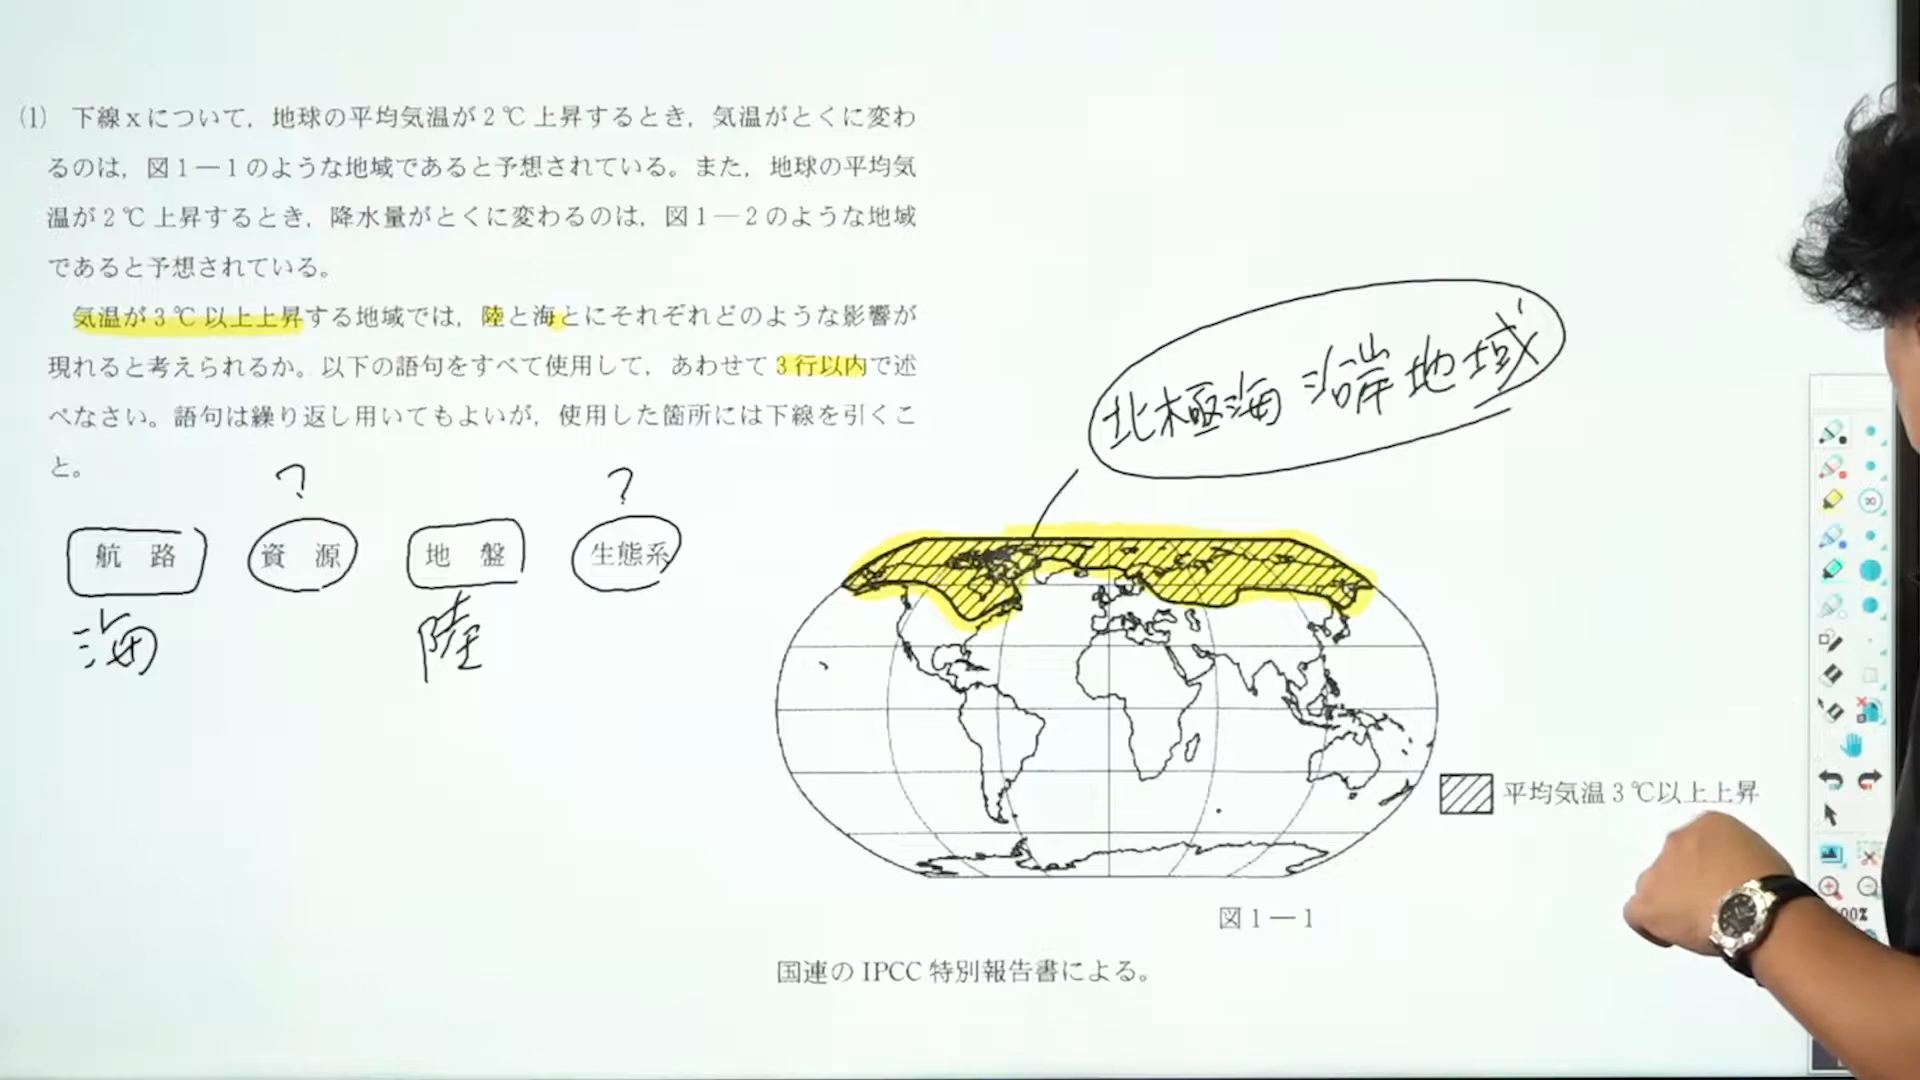 (1) 下線xについて，地球の平均気温が2℃上昇するとき，気温がとくに変わ
るのは，図1―1のような地域であると予想されている。また，地球の平均気
温が2℃上昇するとき，降水量がとくに変わるのは，図1―2のような地域
であると予想されている。
気温が3℃以上上昇する地域では，陸と海とにそれぞれどのような影響が
現れると考えられるか。以下の語句をすべて使用して，あわせて3行以内で述
べなさい。語句は繰り返し用いてもよいが，使用した箇所には下線を引くこ
と。
? ?
航路 資源 地盤 生態系
海 陸
北極海沿岸地域
平均気温3℃以上上昇
図1―1
国連のIPCC特別報告書による。